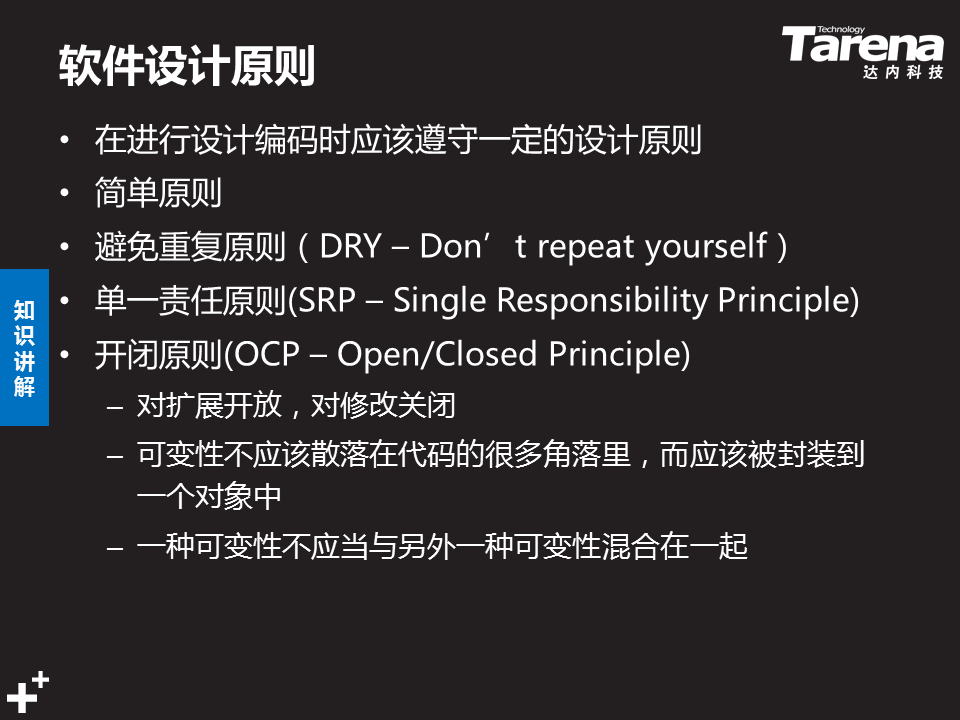 软件设计原则
Technology
Tarena
达内科技
• 在进行设计编码时应该遵守一定的设计原则
• 简单原则
• 避免重复原则（DRY – Don’t repeat yourself）
• 单一责任原则(SRP – Single Responsibility Principle)
• 开闭原则(OCP – Open/Closed Principle)
– 对扩展开放，对修改关闭
– 可变性不应该散落在代码的很多角落里，而应该被封装到
一个对象中
– 一种可变性不应当与另外一种可变性混合在一起
知识讲解